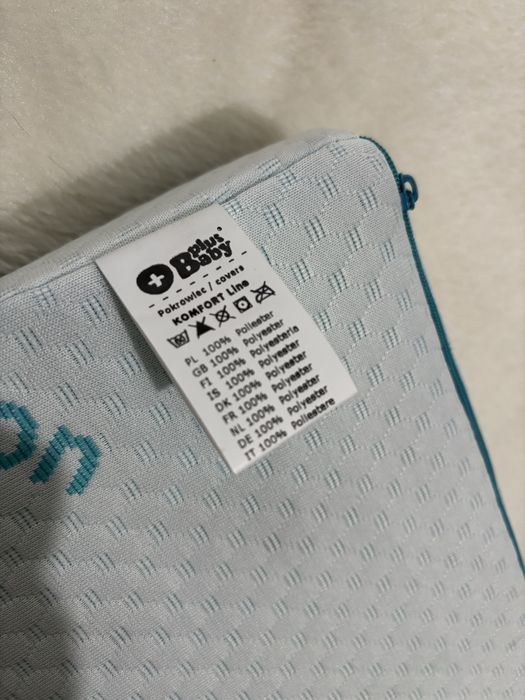 plus
Baby
Pokrowiec / covers
KOMFORT Line
PL 100% Poliester
GB 100% Polyester
FI 100% Polyesteria
IS 100% Polyester
DK 100% Polyester
FR 100% Polyester
NL 100% Polyester
DE 100% Polyester
IT 100% Poliestere
on